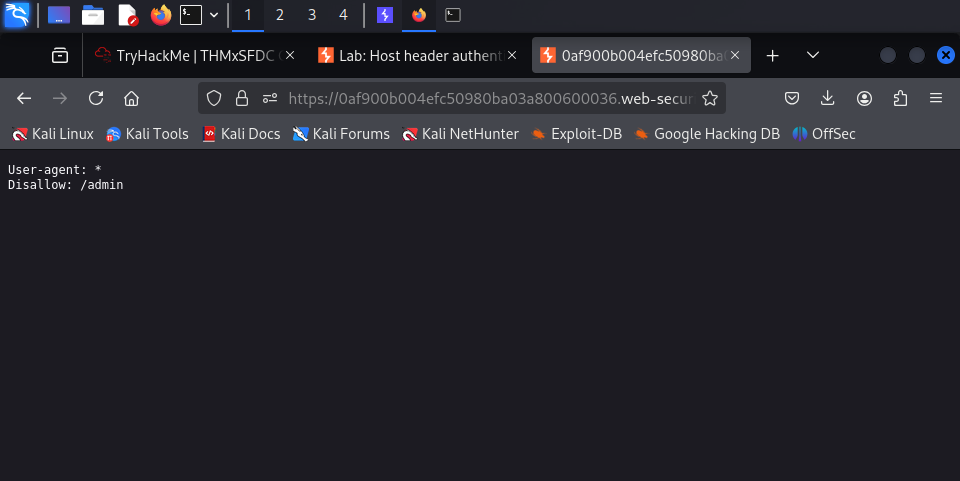 1 2 3 4
TryHackMe | THMxSFDC
Lab: Host header authent
0af900b004efc50980ba0
https://0af900b004efc50980ba03a800600036.web-secur
Kali Linux Kali Tools Kali Docs Kali Forums Kali NetHunter Exploit-DB Google Hacking DB OffSec
User-agent: *
Disallow: /admin